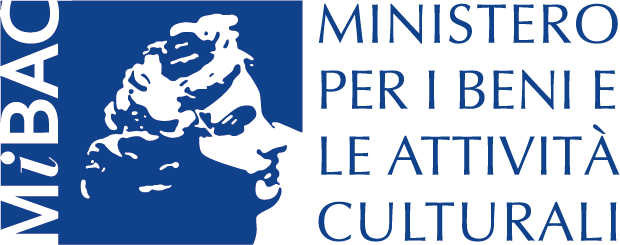 MiBAC
MINISTERO
PER I BENI E
LE ATTIVITÀ
CULTURALI